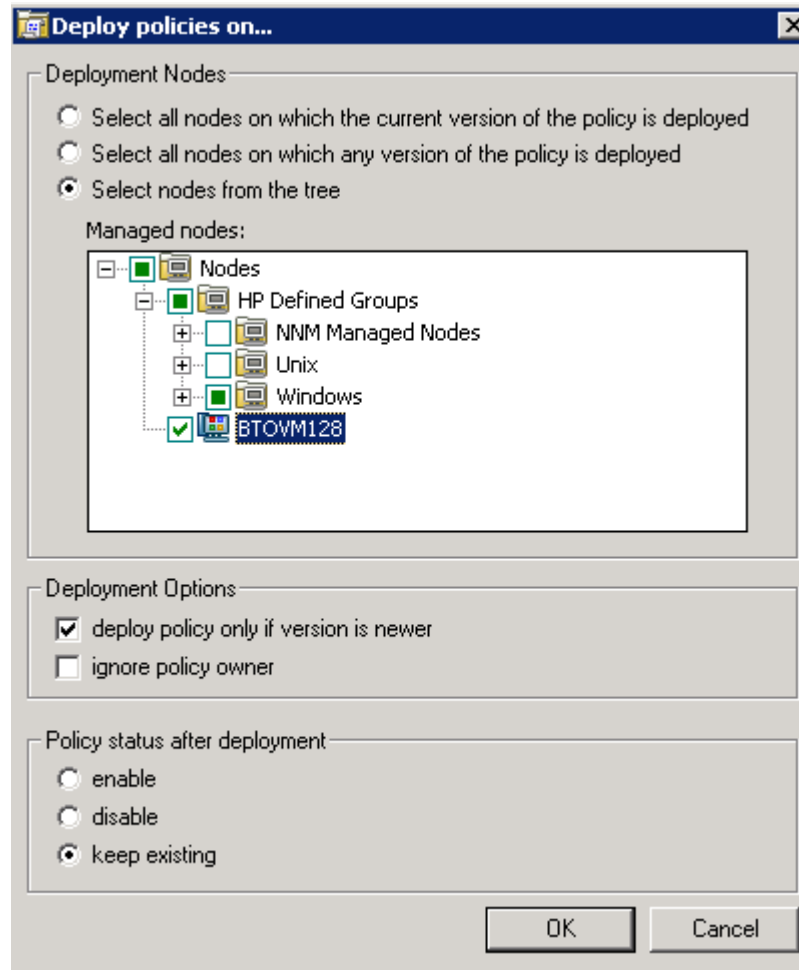 Deploy policies on...
Deployment Nodes
Select all nodes on which the current version of the policy is deployed
Select all nodes on which any version of the policy is deployed
Select nodes from the tree
Managed nodes:
Nodes
HP Defined Groups
NNM Managed Nodes
Unix
Windows
BTOVM128
Deployment Options
deploy policy only if version is newer
ignore policy owner
Policy status after deployment
enable
disable
keep existing
OK Cancel